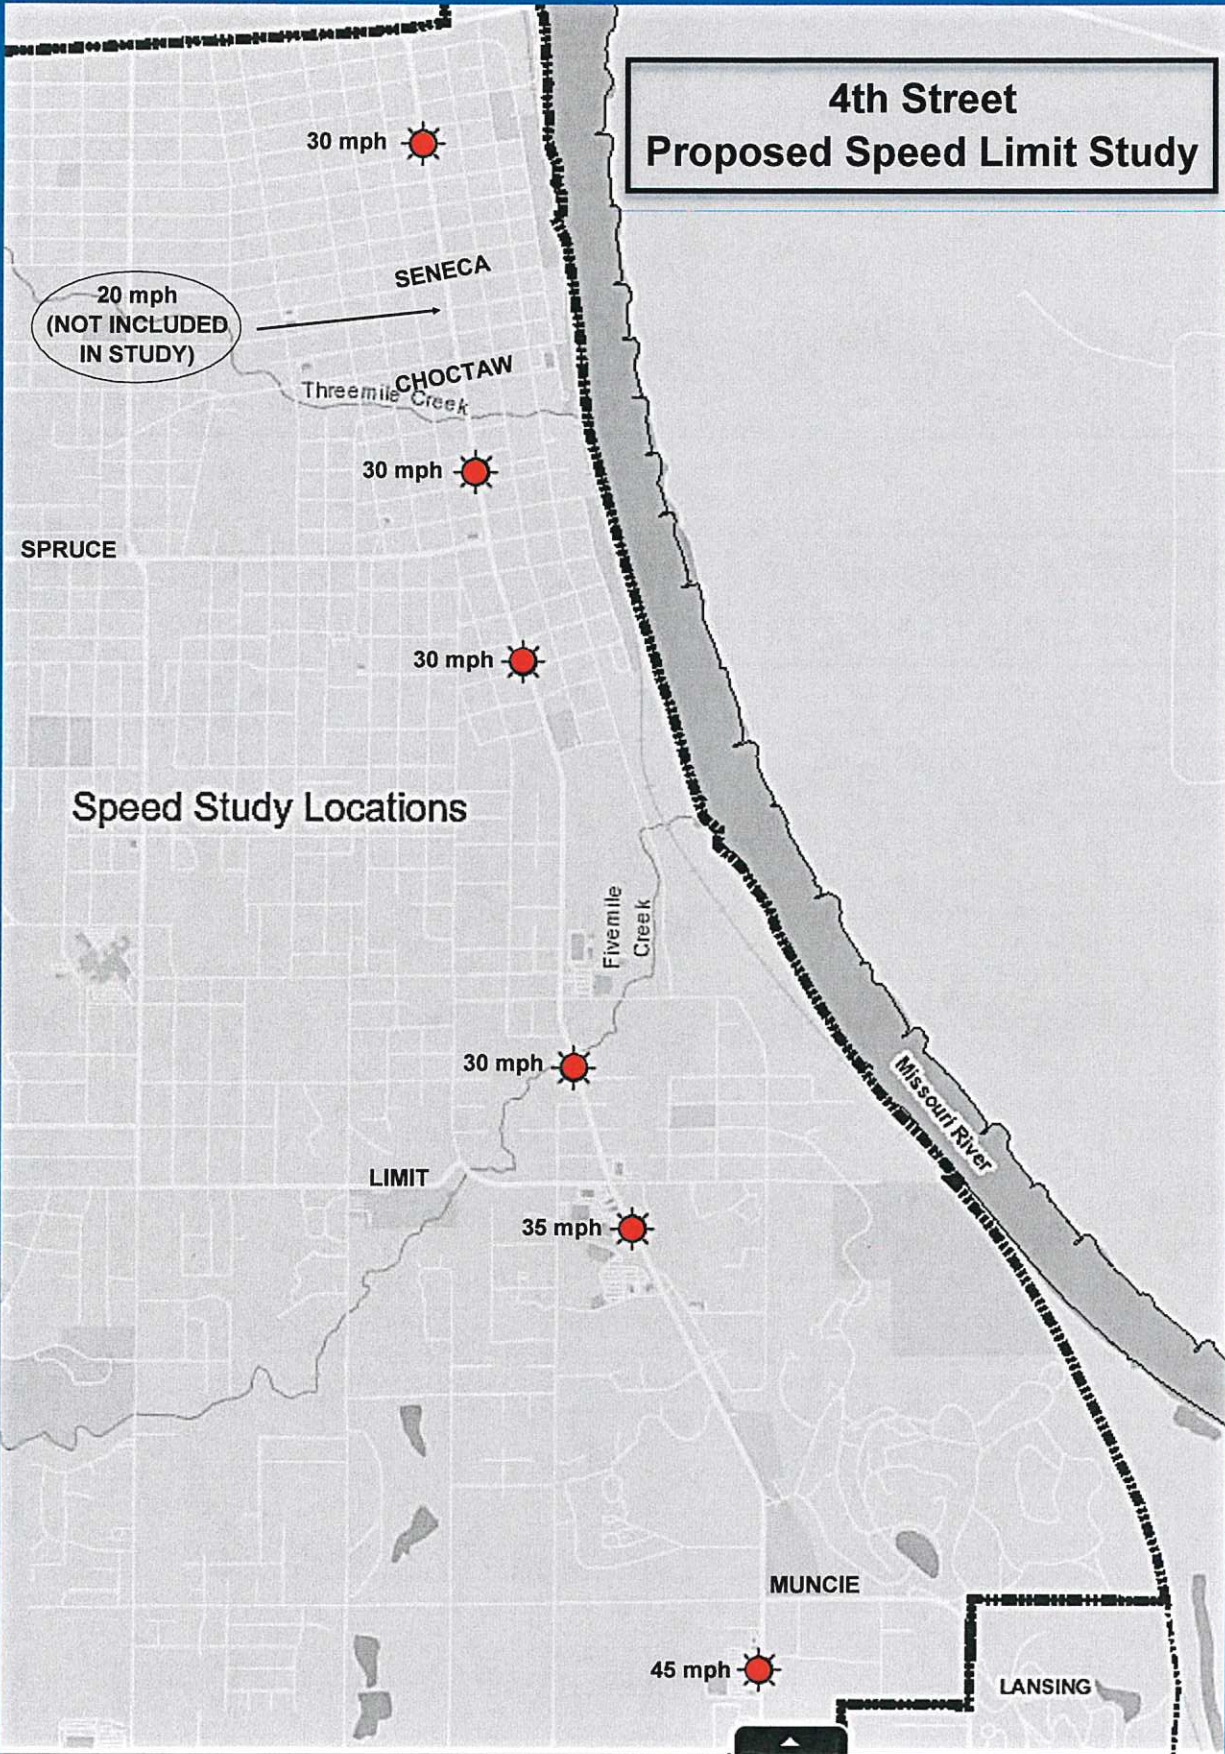 4th Street
Proposed Speed Limit Study
30 mph
SENECA
20 mph
(NOT INCLUDED
IN STUDY)
CHOCTAW
Threemile Creek
30 mph
SPRUCE
30 mph
Speed Study Locations
Fivemile
Creek
30 mph
Missouri River
LIMIT
35 mph
MUNCIE
45 mph
LANSING